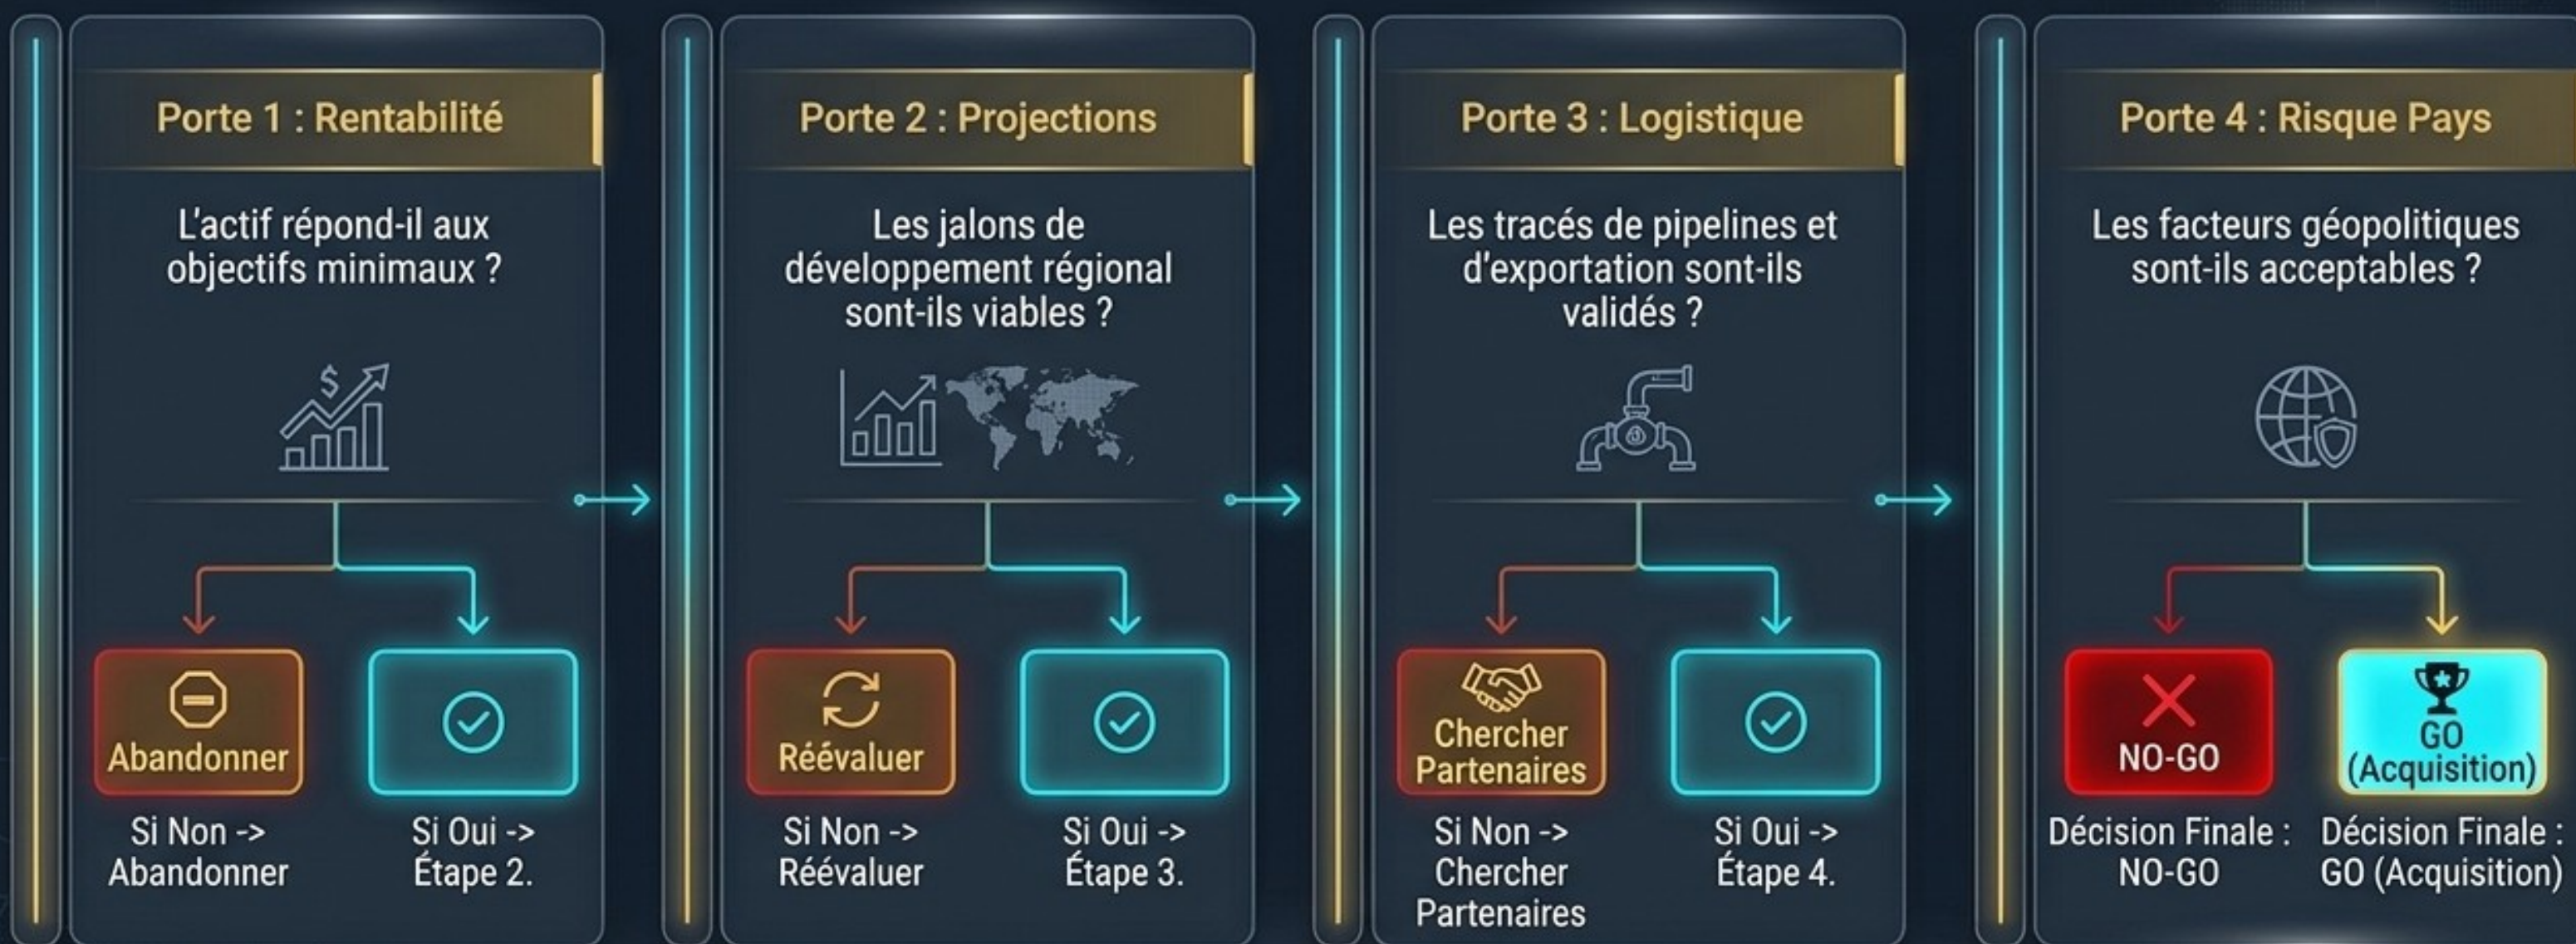 Porte 1 : Rentabilité
L'actif répond-il aux
objectifs minimaux ?
$
Abandonner
Si Non ->
Abandonner
Si Oui ->
Étape 2.
Porte 2 : Projections
Les jalons de
développement régional
sont-ils viables ?
Réévaluer
Si Non ->
Réévaluer
Si Oui ->
Étape 3.
Porte 3 : Logistique
Les tracés de pipelines et
d'exportation sont-ils
validés ?
Chercher
Partenaires
Si Non ->
Chercher
Partenaires
Si Oui ->
Étape 4.
Porte 4 : Risque Pays
Les facteurs géopolitiques
sont-ils acceptables ?
NO-GO
Décision Finale :
NO-GO
GO
(Acquisition)
Décision Finale :
GO (Acquisition)